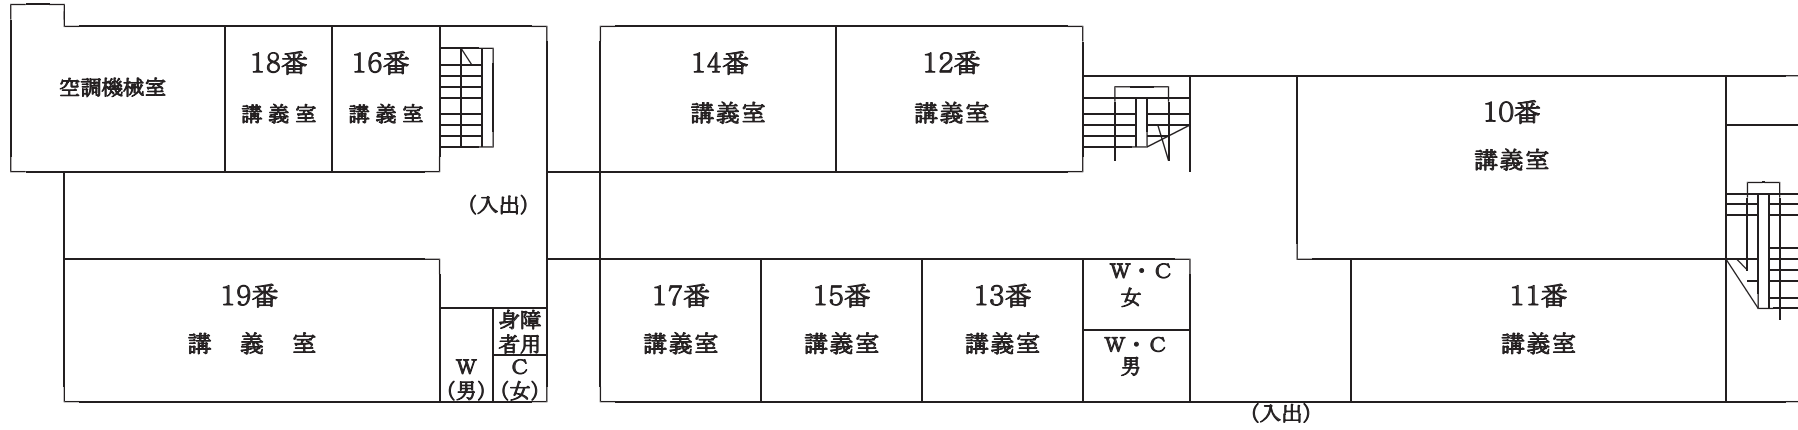 空調機械室
18番
講義室
16番
講義室
14番
講義室
12番
講義室
10番
講義室
(入出)
19番
講義室
身障
者用
W
(男)
C
(女)
17番
講義室
15番
講義室
13番
講義室
W・C
女
W・C
男
11番
講義室
(入出)